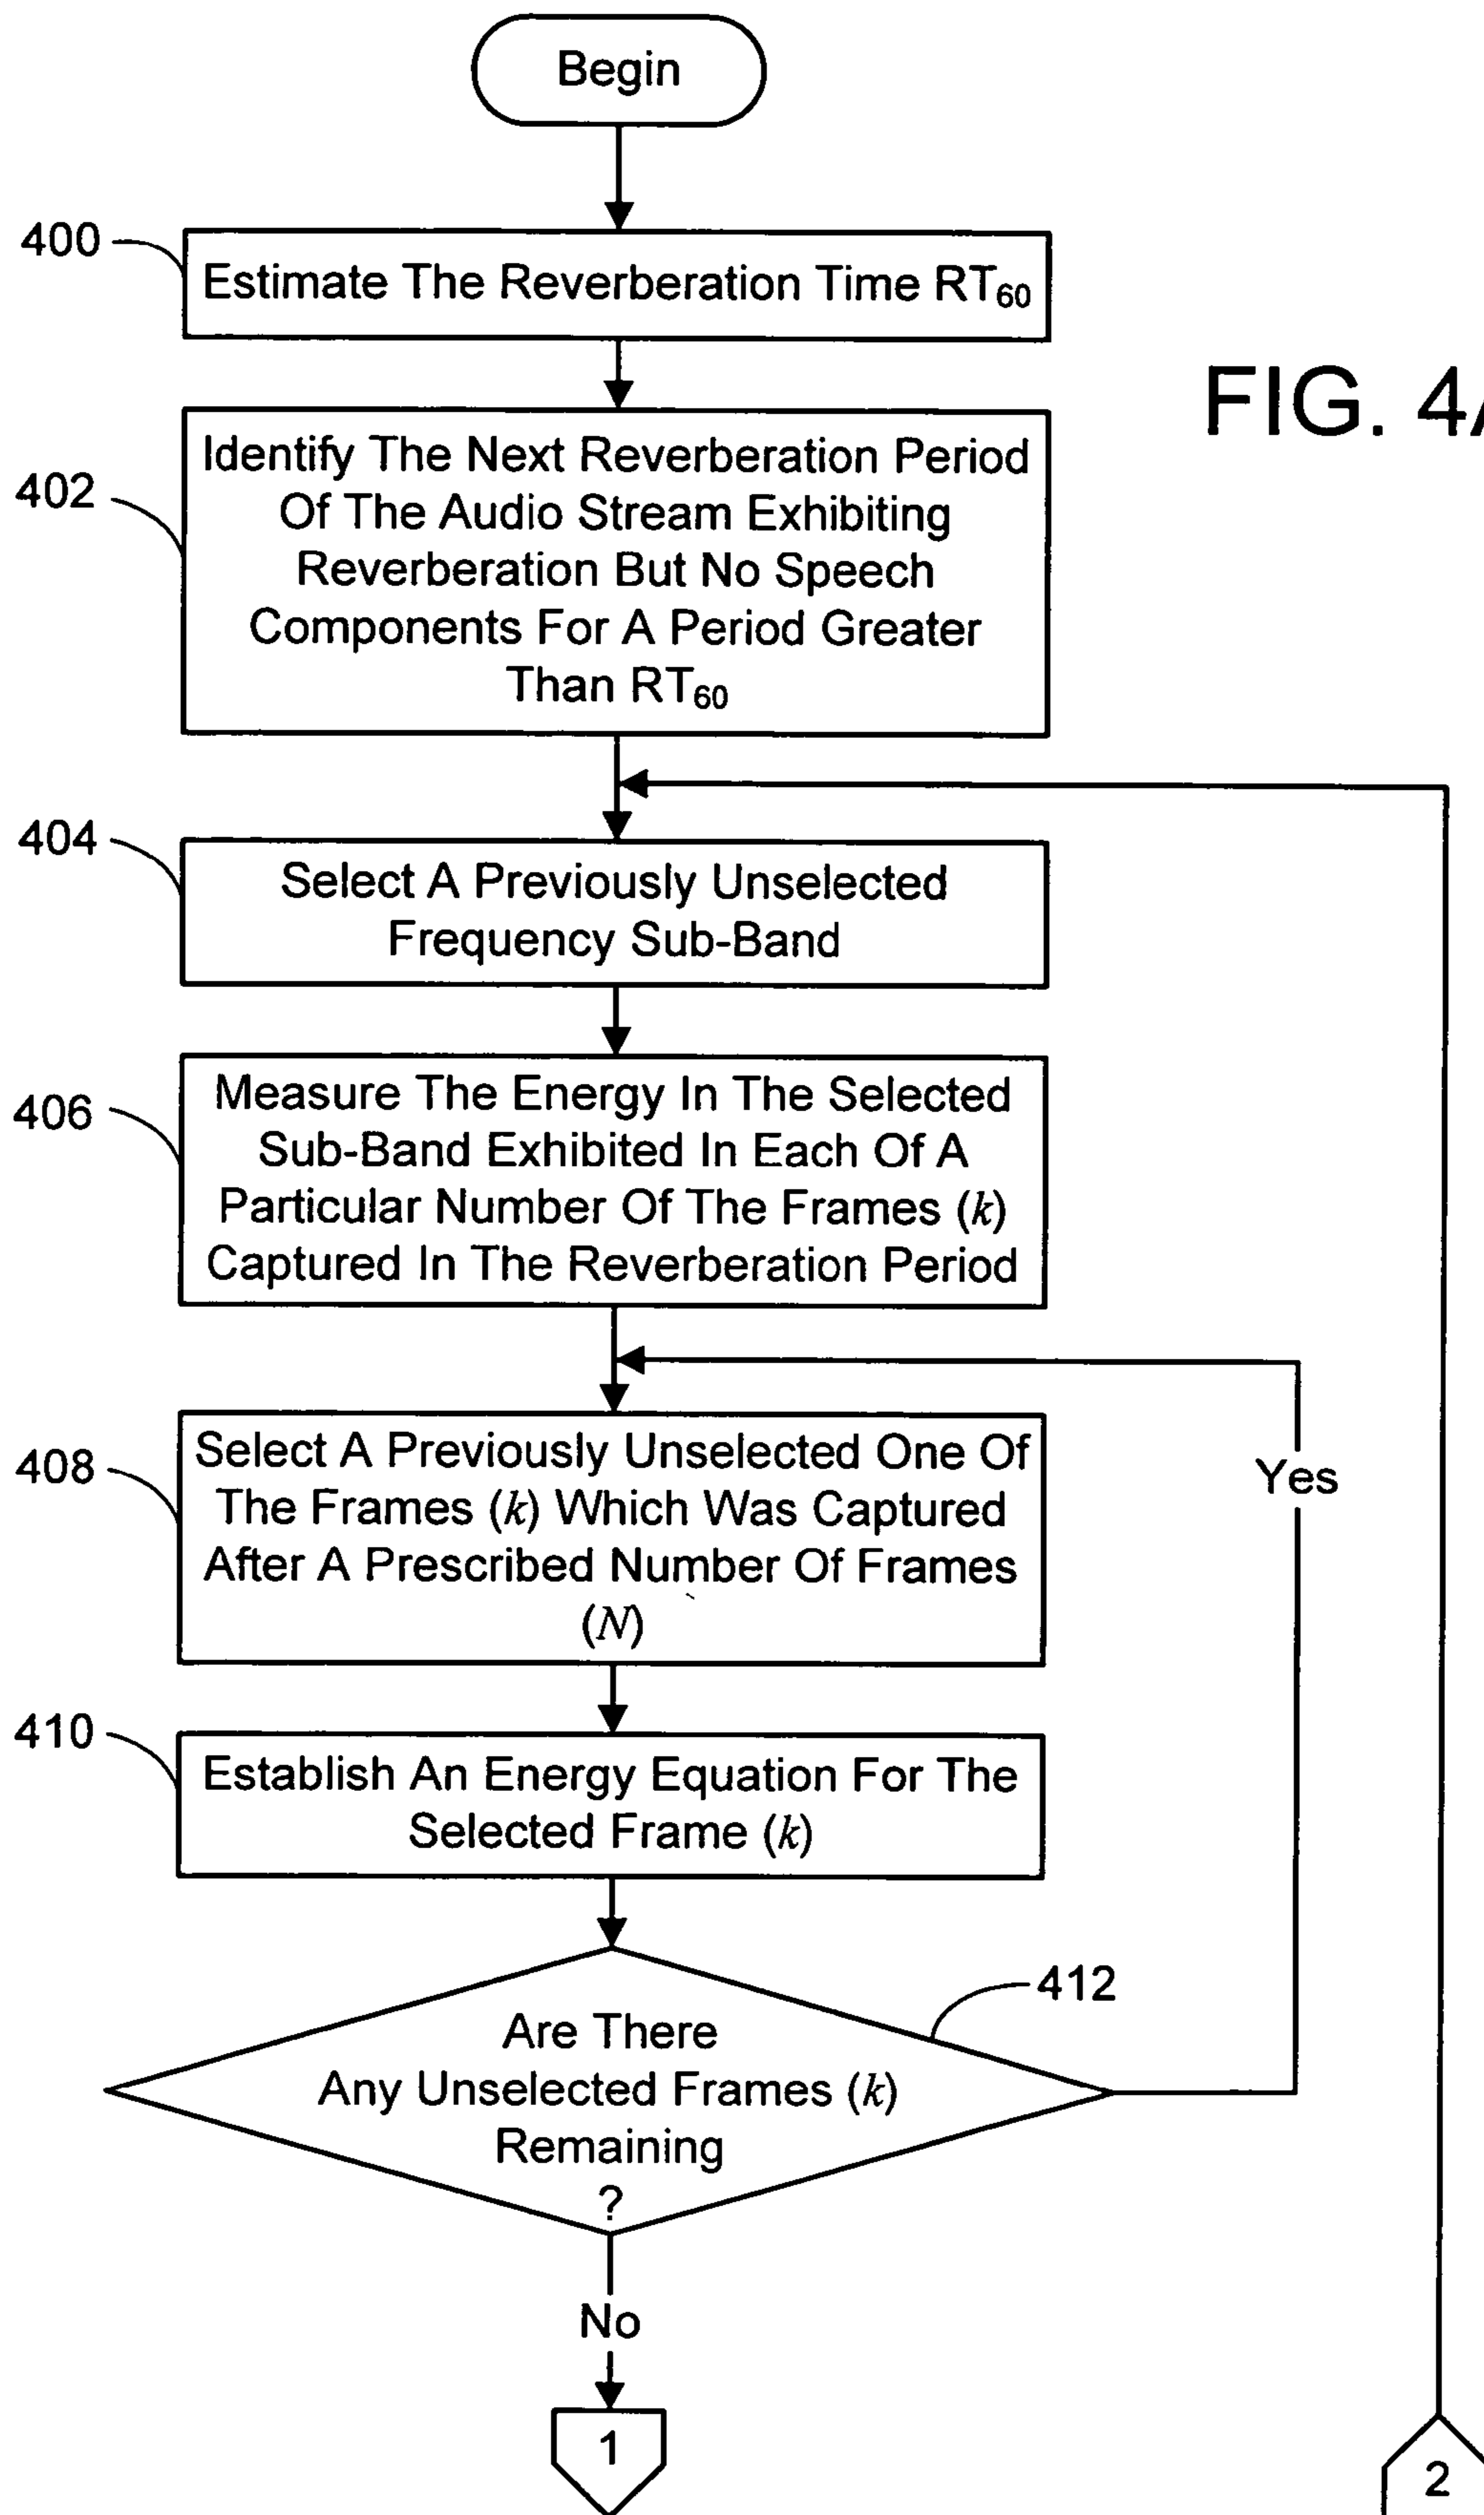 Begin
400
Estimate The Reverberation Time RT60
FIG. 4A
402
Identify The Next Reverberation Period
Of The Audio Stream Exhibiting
Reverberation But No Speech
Components For A Period Greater
Than RT60
404
Select A Previously Unselected
Frequency Sub-Band
406
Measure The Energy In The Selected
Sub-Band Exhibited In Each Of A
Particular Number Of The Frames (k)
Captured In The Reverberation Period
408
Select A Previously Unselected One Of
The Frames (k) Which Was Captured
After A Prescribed Number Of Frames
(N)
Yes
410
Establish An Energy Equation For The
Selected Frame (k)
412
Are There
Any Unselected Frames (k)
Remaining
?
No
1
2